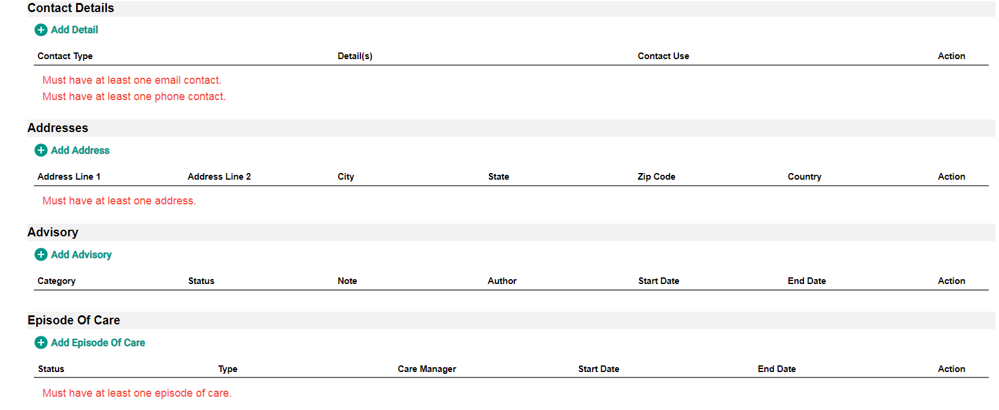 Contact Details
Add Detail
Contact Type Detail(s) Contact Use Action
Must have at least one email contact.
Must have at least one phone contact.
Addresses
Add Address
Address Line 1 Address Line 2 City State Zip Code Country Action
Must have at least one address.
Advisory
Add Advisory
Category Status Note Author Start Date End Date Action
Episode Of Care
Add Episode Of Care
Status Type Care Manager Start Date End Date Action
Must have at least one episode of care.